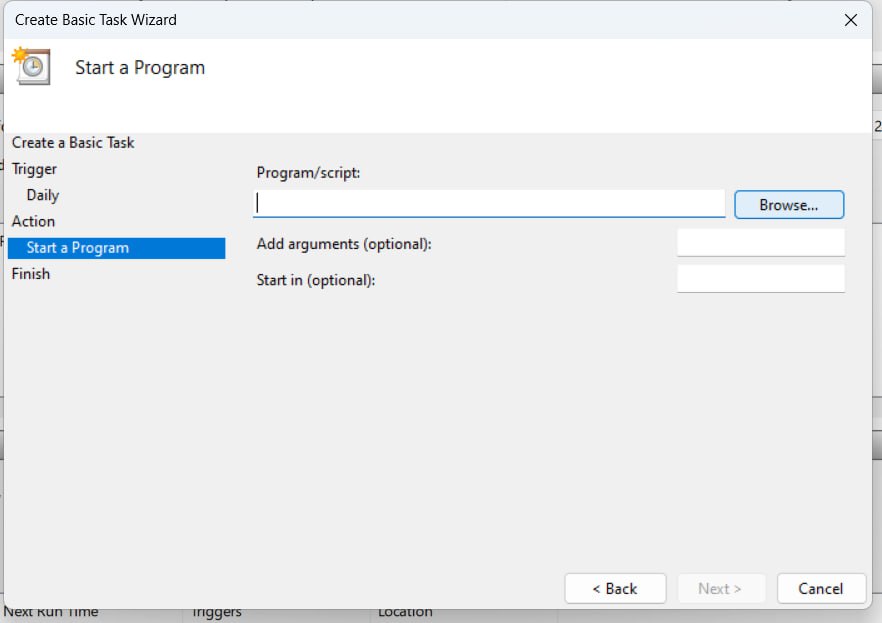 Create Basic Task Wizard
Start a Program
Create a Basic Task
Trigger
Daily
Action
Start a Program
Finish
Program/script:
Browse...
Add arguments (optional):
Start in (optional):
< Back
Next >
Cancel
Next Run Time
Triggers
Location